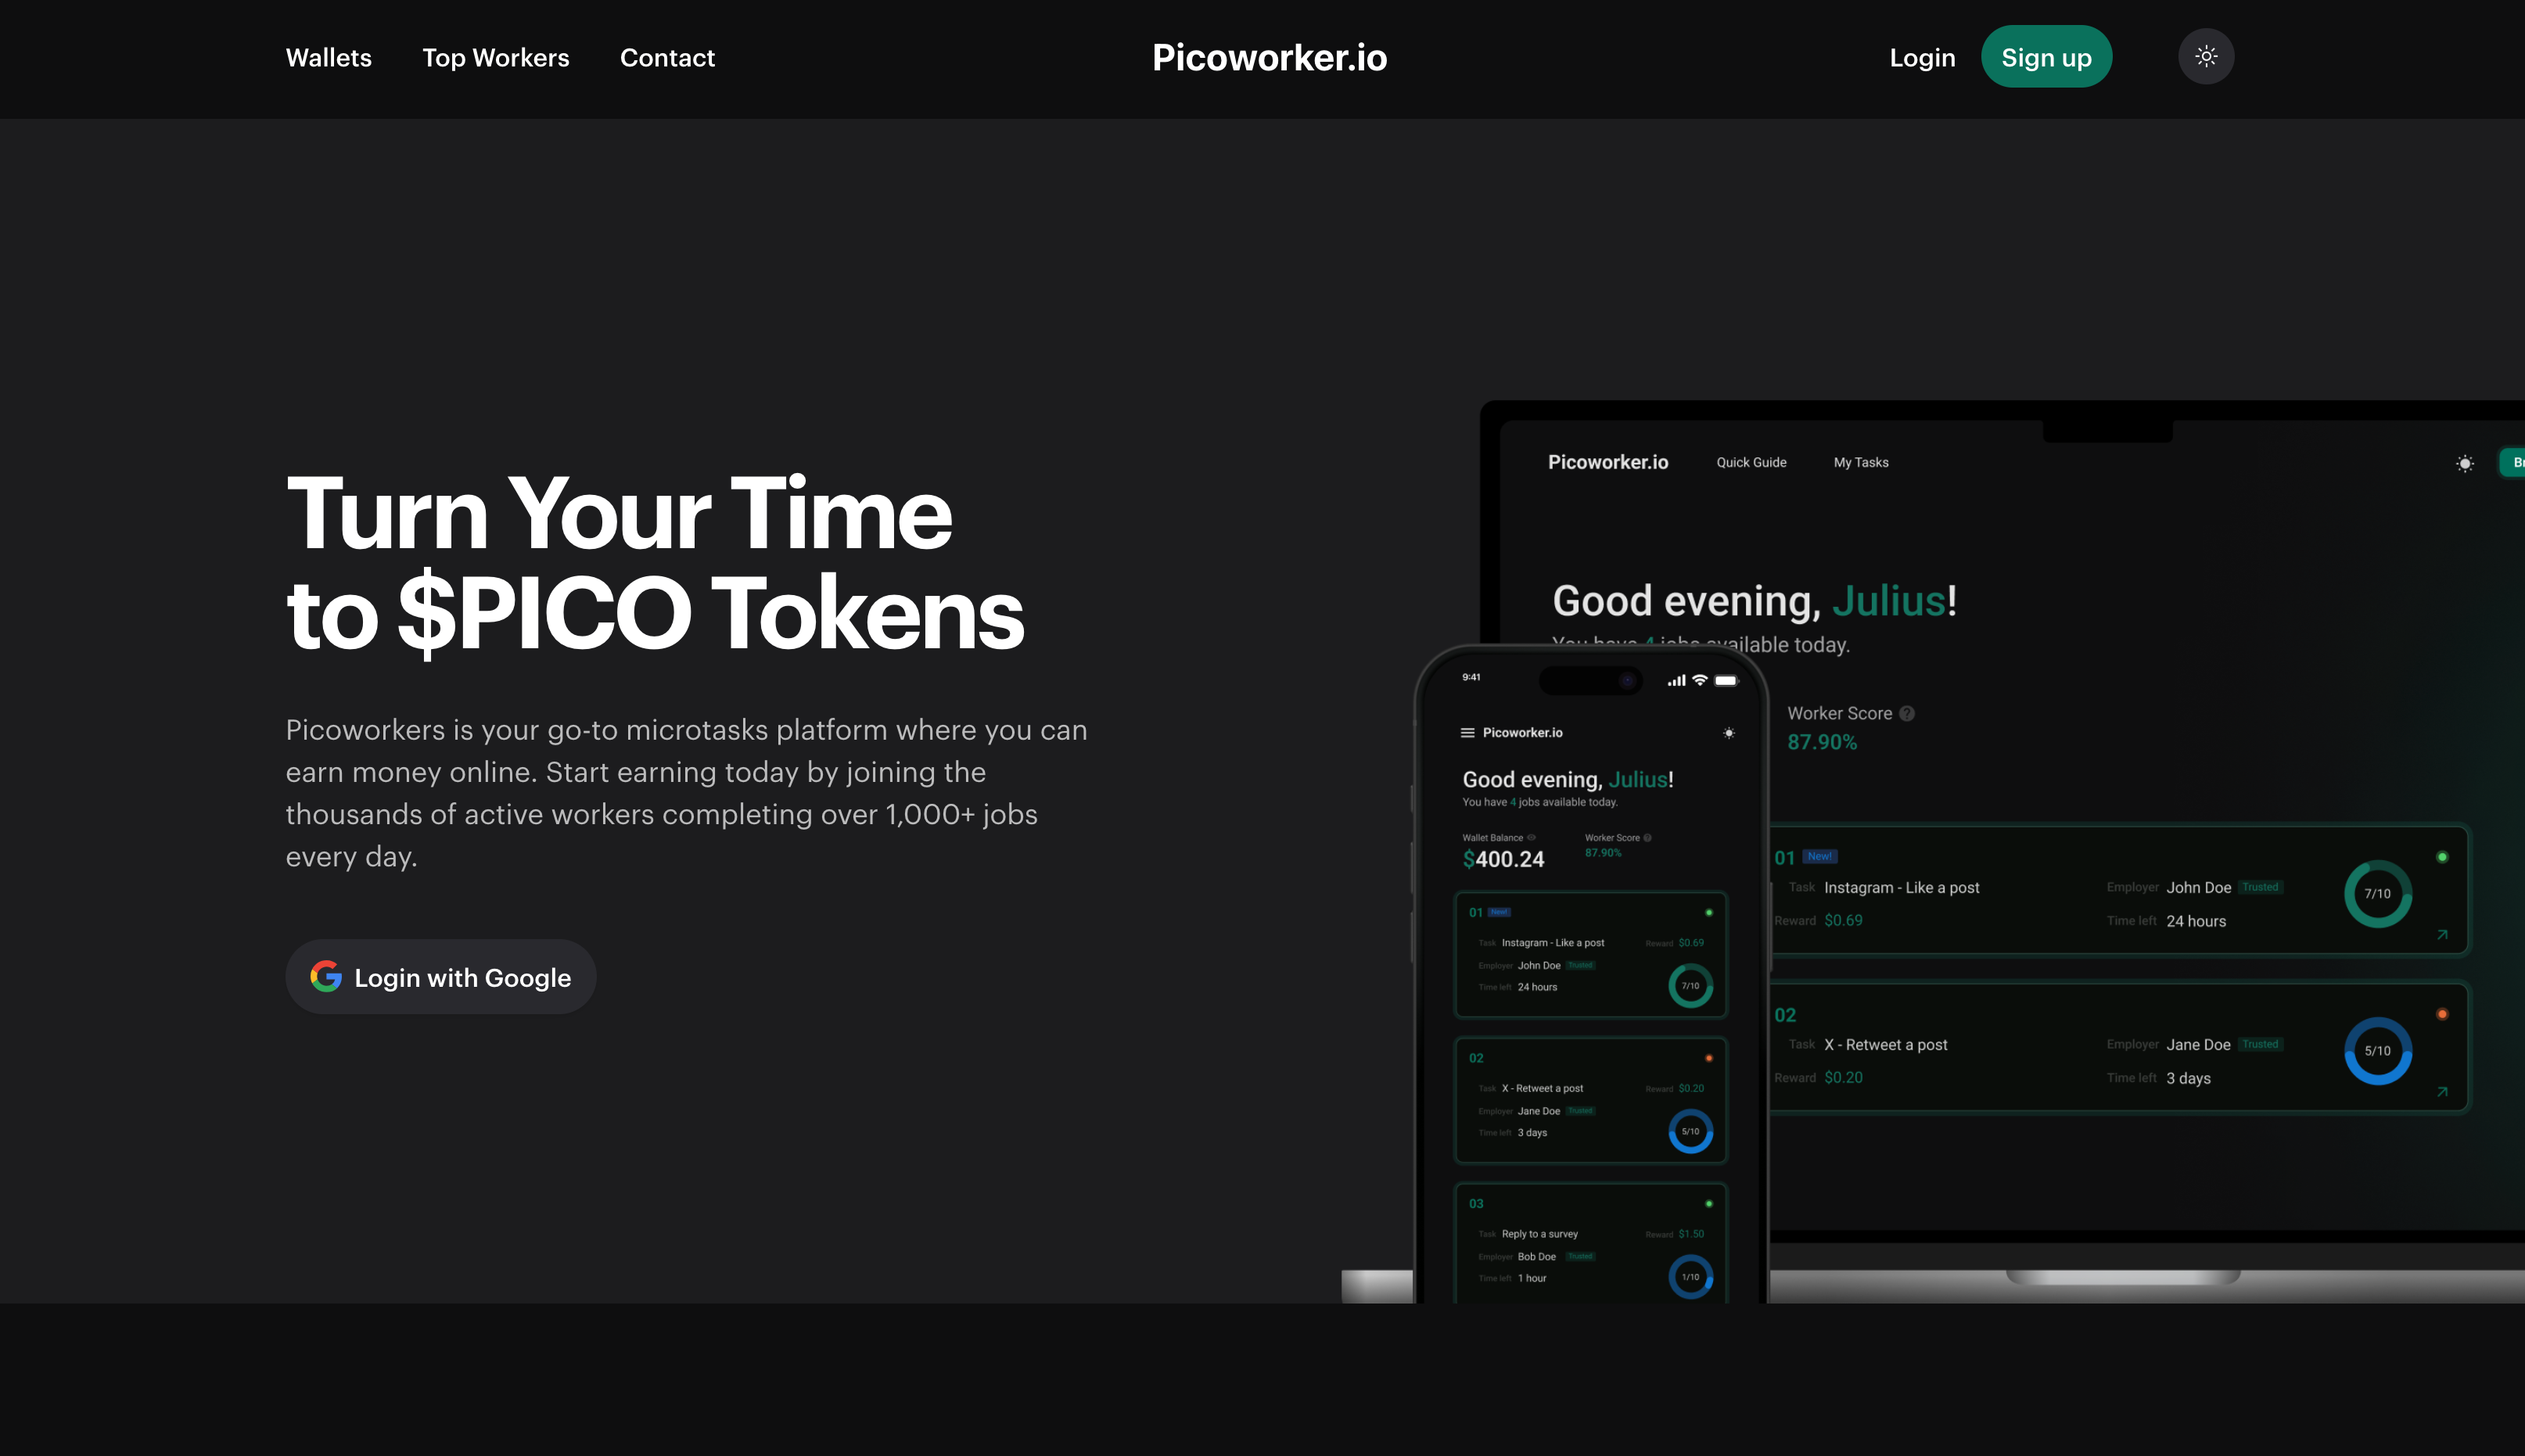 Wallets Top Workers Contact Picoworker.io Login Sign up
Turn Your Time
to $PICO Tokens
Picoworkers is your go-to microtasks platform where you can
earn money online. Start earning today by joining the
thousands of active workers completing over 1,000+ jobs
every day.
Login with Google
Picoworker.io Quick Guide My Tasks
Good evening, Julius!
You have 4 jobs available today.
Worker Score ?
87.90%
01 New!
Task Instagram - Like a post Employer John Doe Trusted
7/10
Reward $0.69 Time left 24 hours
02
Task X - Retweet a post Employer Jane Doe Trusted
5/10
Reward $0.20 Time left 3 days
9:41
Picoworker.io
Good evening, Julius!
You have 4 jobs available today.
Wallet Balance Worker Score ?
$400.24 87.90%
01 New!
Task Instagram - Like a post Reward $0.69
Employer John Doe Trusted
Time left 24 hours 7/10
02
Task X - Retweet a post Reward $0.20
Employer Jane Doe Trusted
Time left 3 days 5/10
03
Task Reply to a survey Reward $1.50
Employer Bob Doe Trusted
Time left 1 hour 1/10